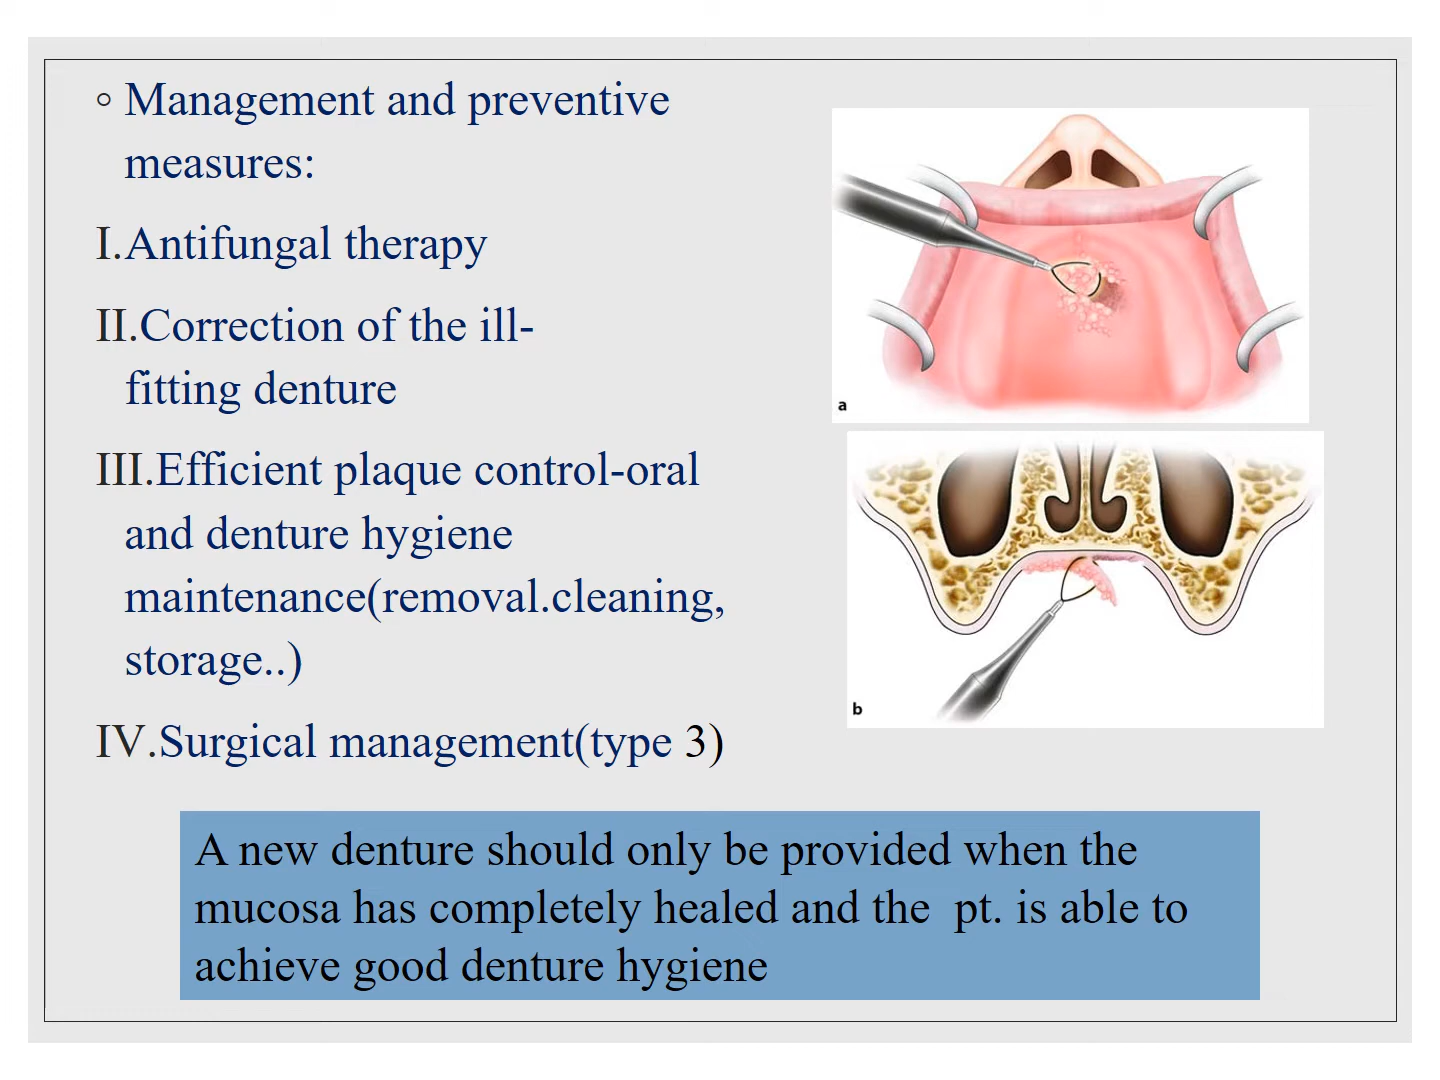 ◦ Management and preventive
measures:
I.Antifungal therapy
II.Correction of the ill-
fitting denture
III.Efficient plaque control-oral
and denture hygiene
maintenance(removal.cleaning,
storage..)
IV.Surgical management(type 3)
a
b
A new denture should only be provided when the
mucosa has completely healed and the pt. is able to
achieve good denture hygiene